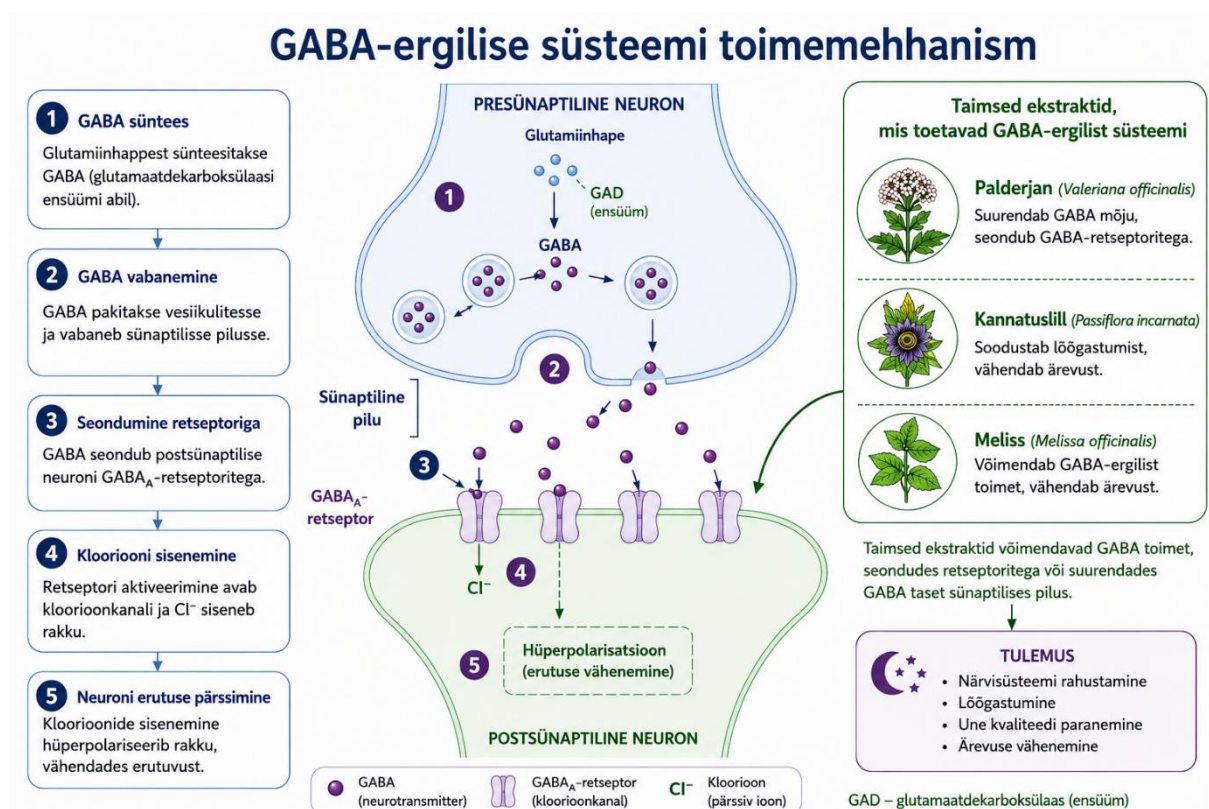 GABA-ergilise süsteemi toimemehhanism
1 GABA süntees
Glutamiinhappest sünteesitakse
GABA (glutamaatdekarboksülaasi
ensüümi abil).
2 GABA vabanemine
GABA pakitakse vesiikulitesse
ja vabaneb sünaptilisse pilusse.
3 Seondumine retseptoriga
GABA seondub postsünaptilise
neuroni GABA_A-retseptoritega.
4 Klooriooni sisenemine
Retseptori aktiveerimine avab
kloorioonkanali ja Cl⁻ siseneb
rakku.
5 Neuroni erutuse pärssimine
Kloorioonide sisenemine
hüperpolariseerib rakku,
vähendades erutuvust.
PRESÜNAPTILINE NEURON
Glutamiinhape
1
GAD
(ensüüm)
GABA
2
Sünaptiline
pilu
3
GABA_A-
retseptor
Cl⁻
4
5
Hüperpolarisatsioon
(erutuse vähenemine)
POSTSÜNAPTILINE NEURON
GABA
(neurotransmitter)
GABA_A-retseptor
(kloorioonkanal)
Cl⁻
Klooriioon
(pärssiv ioon)
Taimsed ekstraktid,
mis toetavad GABA-ergilist süsteemi
Palderjan (Valeriana officinalis)
Suurendab GABA mõju,
seondub GABA-retseptoritega.
Kannatuslill (Passiflora incarnata)
Soodustab lõõgastumist,
vähendab ärevust.
Meliss (Melissa officinalis)
Võimendab GABA-ergilist
toimet, vähendab ärevust.
Taimsed ekstraktid võimendavad GABA toimet,
seondudes retseptoritega või suurendades
GABA taset sünaptilises pilus.
TULEMUS
• Närvisüsteemi rahustamine
• Lõõgastumine
• Une kvaliteedi paranemine
• Ärevuse vähenemine
GAD – glutamaatdekarboksülaas (ensüüm)